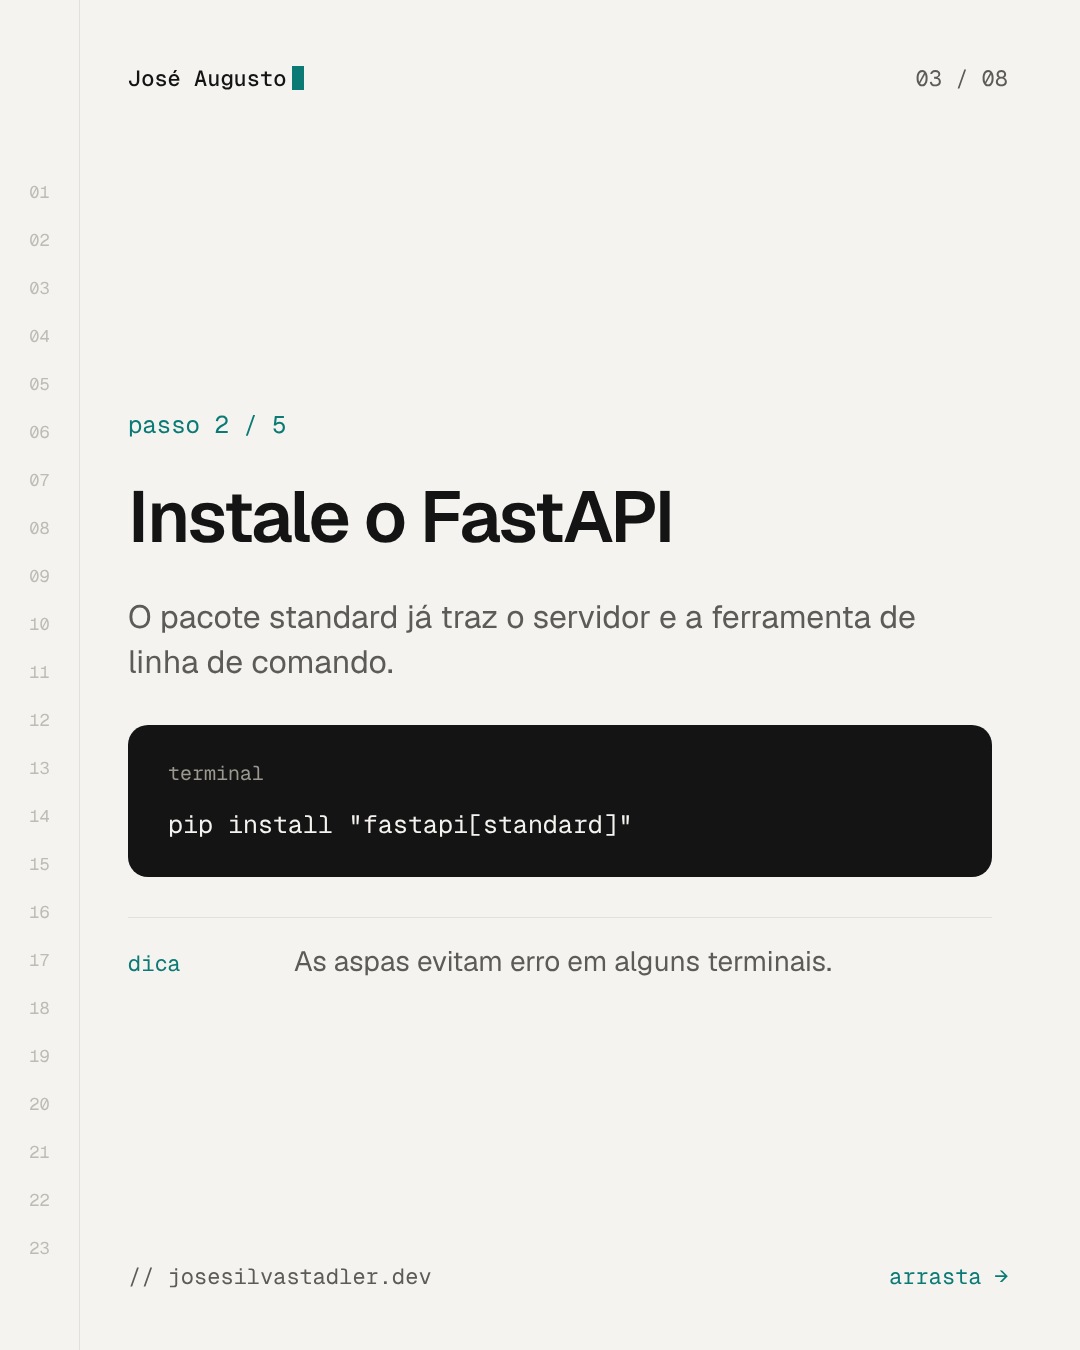 José Augusto
03 / 08
01
02
03
04
05
06
07
08
09
10
11
12
13
14
15
16
17
18
19
20
21
22
23
passo 2 / 5
Instale o FastAPI
O pacote standard já traz o servidor e a ferramenta de
linha de comando.
terminal
pip install "fastapi[standard]"
dica
As aspas evitam erro em alguns terminais.
// josesilvastadler.dev
arrasta →